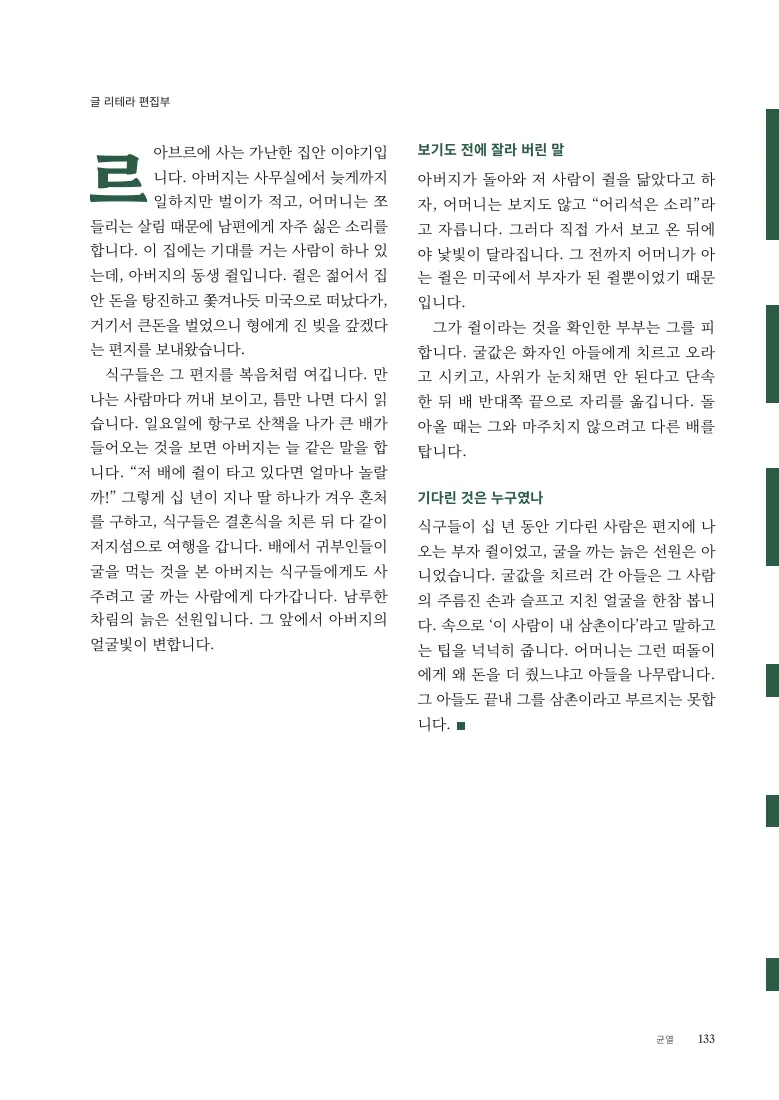 글 리테라 편집부
르아브르에 사는 가난한 집안 이야기입
니다. 아버지는 사무실에서 늦게까지
일하지만 벌이가 적고, 어머니는 쪼
들리는 살림 때문에 남편에게 자주 싫은 소리를
합니다. 이 집에는 기대를 거는 사람이 하나 있
는데, 아버지의 동생 쥘입니다. 쥘은 젊어서 집
안 돈을 탕진하고 쫓겨나듯 미국으로 떠났다가,
거기서 큰돈을 벌었으니 형에게 진 빚을 갚겠다
는 편지를 보내왔습니다.
식구들은 그 편지를 복음처럼 여깁니다. 만
나는 사람마다 꺼내 보이고, 틈만 나면 다시 읽
습니다. 일요일에 항구로 산책을 나가 큰 배가
들어오는 것을 보면 아버지는 늘 같은 말을 합
니다. “저 배에 쥘이 타고 있다면 얼마나 놀랄
까!” 그렇게 십 년이 지나 딸 하나가 겨우 혼처
를 구하고, 식구들은 결혼식을 치른 뒤 다 같이
저지섬으로 여행을 갑니다. 배에서 귀부인들이
굴을 먹는 것을 본 아버지는 식구들에게도 사
주려고 굴 까는 사람에게 다가갑니다. 남루한
차림의 늙은 선원입니다. 그 앞에서 아버지의
얼굴빛이 변합니다.
보기도 전에 잘라 버린 말
아버지가 돌아와 저 사람이 쥘을 닮았다고 하
자, 어머니는 보지도 않고 “어리석은 소리”라
고 자릅니다. 그러다 직접 가서 보고 온 뒤에
야 낯빛이 달라집니다. 그 전까지 어머니가 아
는 쥘은 미국에서 부자가 된 쥘뿐이었기 때문
입니다.
그가 쥘이라는 것을 확인한 부부는 그를 피
합니다. 굴값은 화자인 아들에게 치르고 오라
고 시키고, 사위가 눈치채면 안 된다고 단속
한 뒤 배 반대쪽 끝으로 자리를 옮깁니다. 돌
아올 때는 그와 마주치지 않으려고 다른 배를
탑니다.
기다린 것은 누구였나
식구들이 십 년 동안 기다린 사람은 편지에 나
오는 부자 쥘이었고, 굴을 까는 늙은 선원은 아
니었습니다. 굴값을 치르러 간 아들은 그 사람
의 주름진 손과 슬프고 지친 얼굴을 한참 봅니
다. 속으로 ‘이 사람이 내 삼촌이다’라고 말하고
는 팁을 넉넉히 줍니다. 어머니는 그런 떠돌이
에게 왜 돈을 더 줬느냐고 아들을 나무랍니다.
그 아들도 끝내 그를 삼촌이라고 부르지는 못합
니다. ■
균열 133